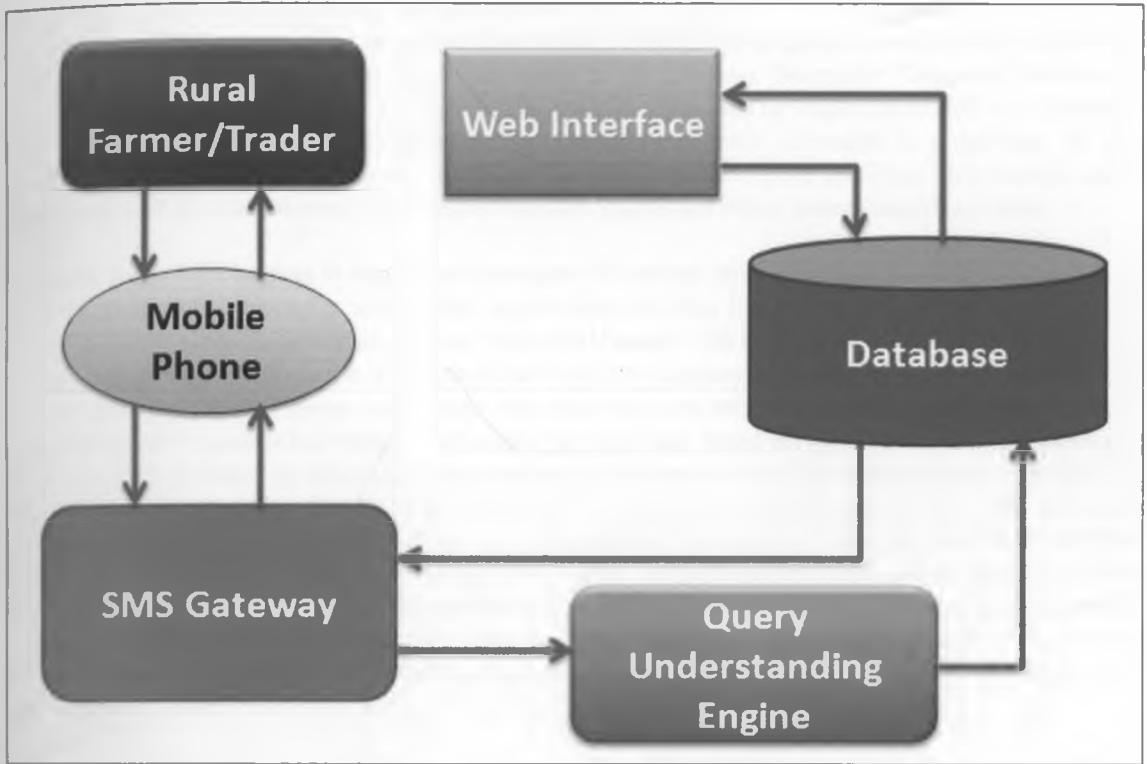 Rural
Farmer/Trader
Web Interface
Mobile
Phone
Database
SMS Gateway
Query
Understanding
Engine